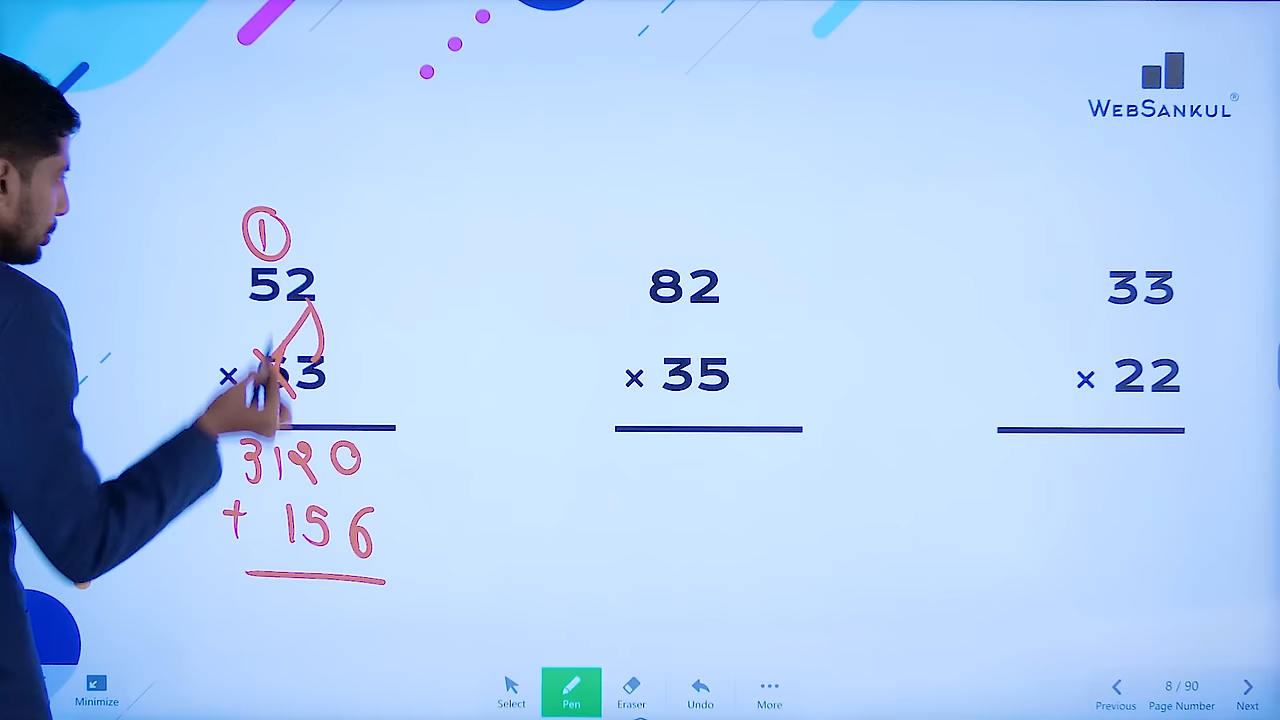 WEBSANKUL®
1
52
× 3
3120
+ 156
82
× 35
33
× 22
Minimize
Select
Pen
Eraser
Undo
More
Previous
8 / 90
Page Number
Next